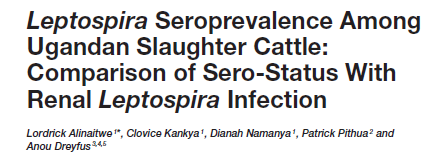 Leptospira Seroprevalence Among
Ugandan Slaughter Cattle:
Comparison of Sero-Status With
Renal Leptospira Infection
Lordrick Alinaitwe 1*, Clovice Kankya 1, Dianah Namanya 1, Patrick Pithua 2 and
Anou Dreyfus 3,4,5